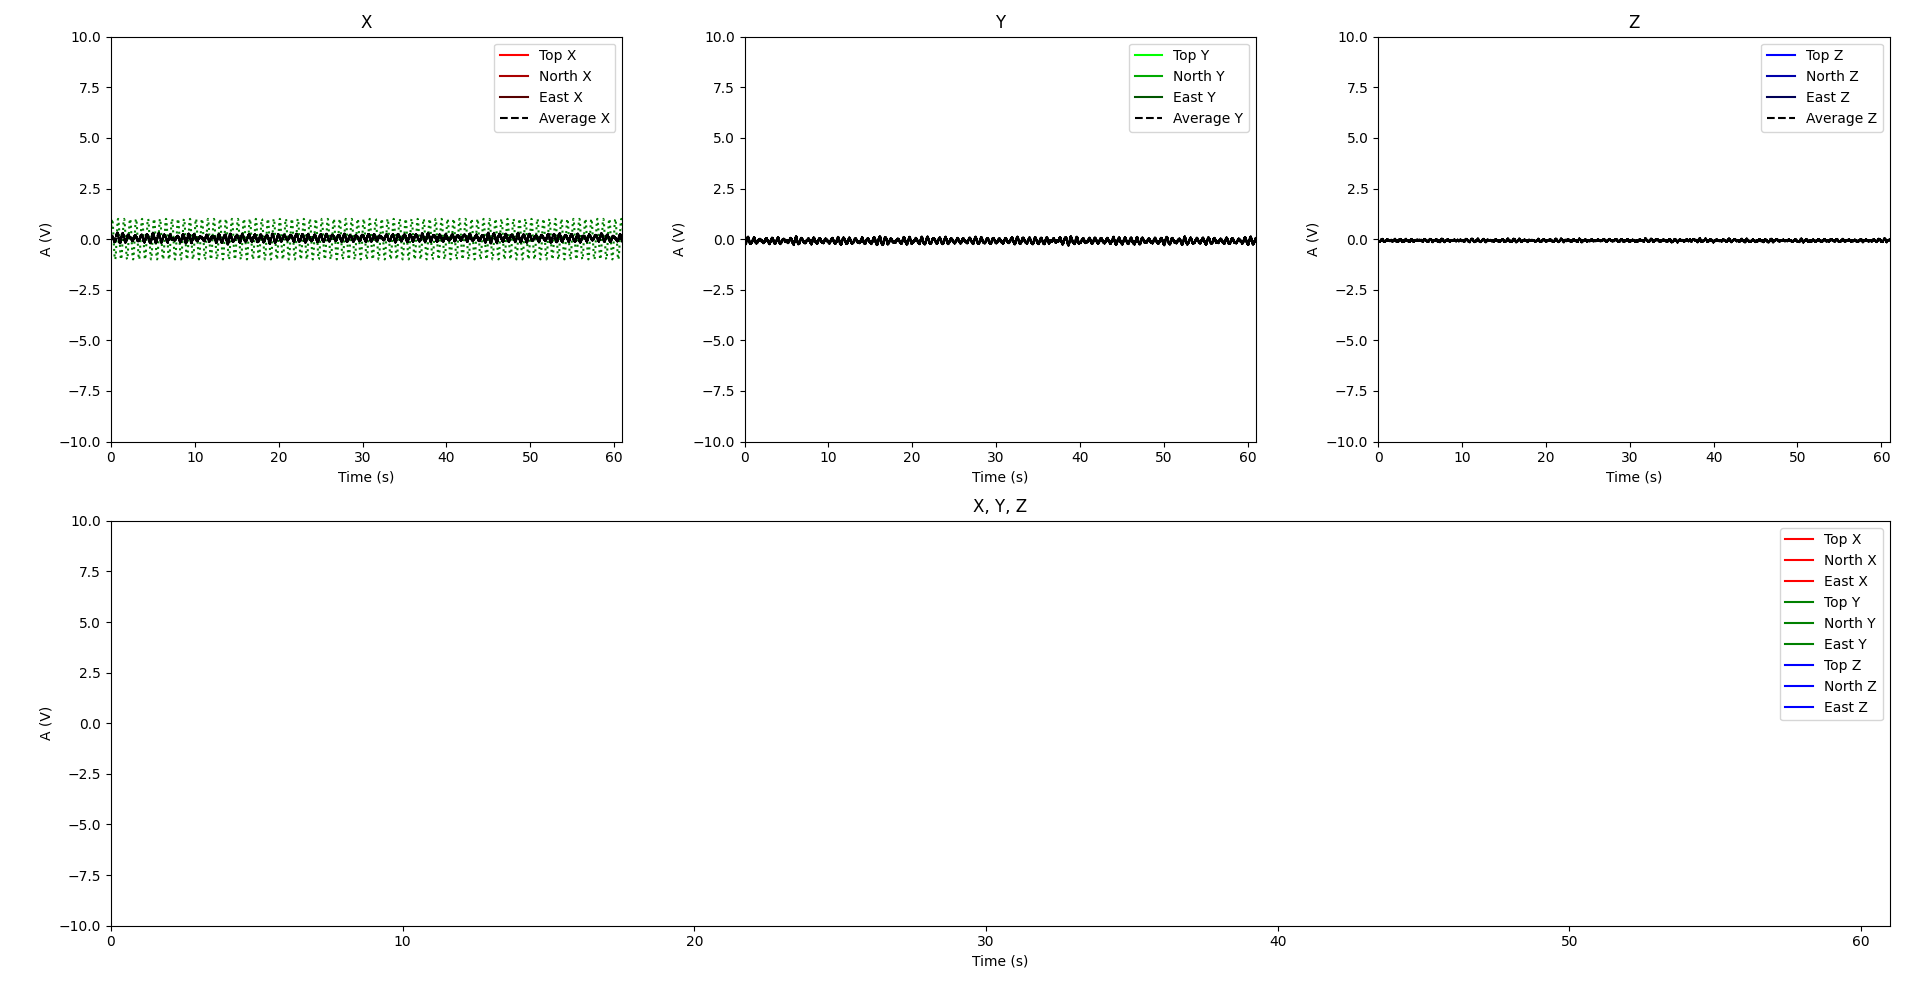 X
10.0
7.5
5.0
2.5
0.0
−2.5
−5.0
−7.5
−10.0
A (V)
0 10 20 30 40 50 60
Time (s)
Top X
North X
East X
Average X
Y
10.0
7.5
5.0
2.5
0.0
−2.5
−5.0
−7.5
−10.0
A (V)
0 10 20 30 40 50 60
Time (s)
Top Y
North Y
East Y
Average Y
Z
10.0
7.5
5.0
2.5
0.0
−2.5
−5.0
−7.5
−10.0
A (V)
0 10 20 30 40 50 60
Time (s)
Top Z
North Z
East Z
Average Z
X, Y, Z
10.0
7.5
5.0
2.5
0.0
−2.5
−5.0
−7.5
−10.0
A (V)
0 10 20 30 40 50 60
Time (s)
Top X
North X
East X
Top Y
North Y
East Y
Top Z
North Z
East Z